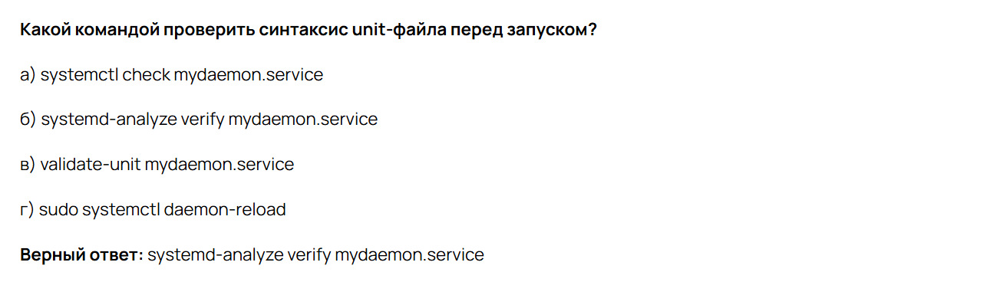 Какой командой проверить синтаксис unit-файла перед запуском?
а) systemctl check mydaemon.service
б) systemd-analyze verify mydaemon.service
в) validate-unit mydaemon.service
г) sudo systemctl daemon-reload
Верный ответ: systemd-analyze verify mydaemon.service